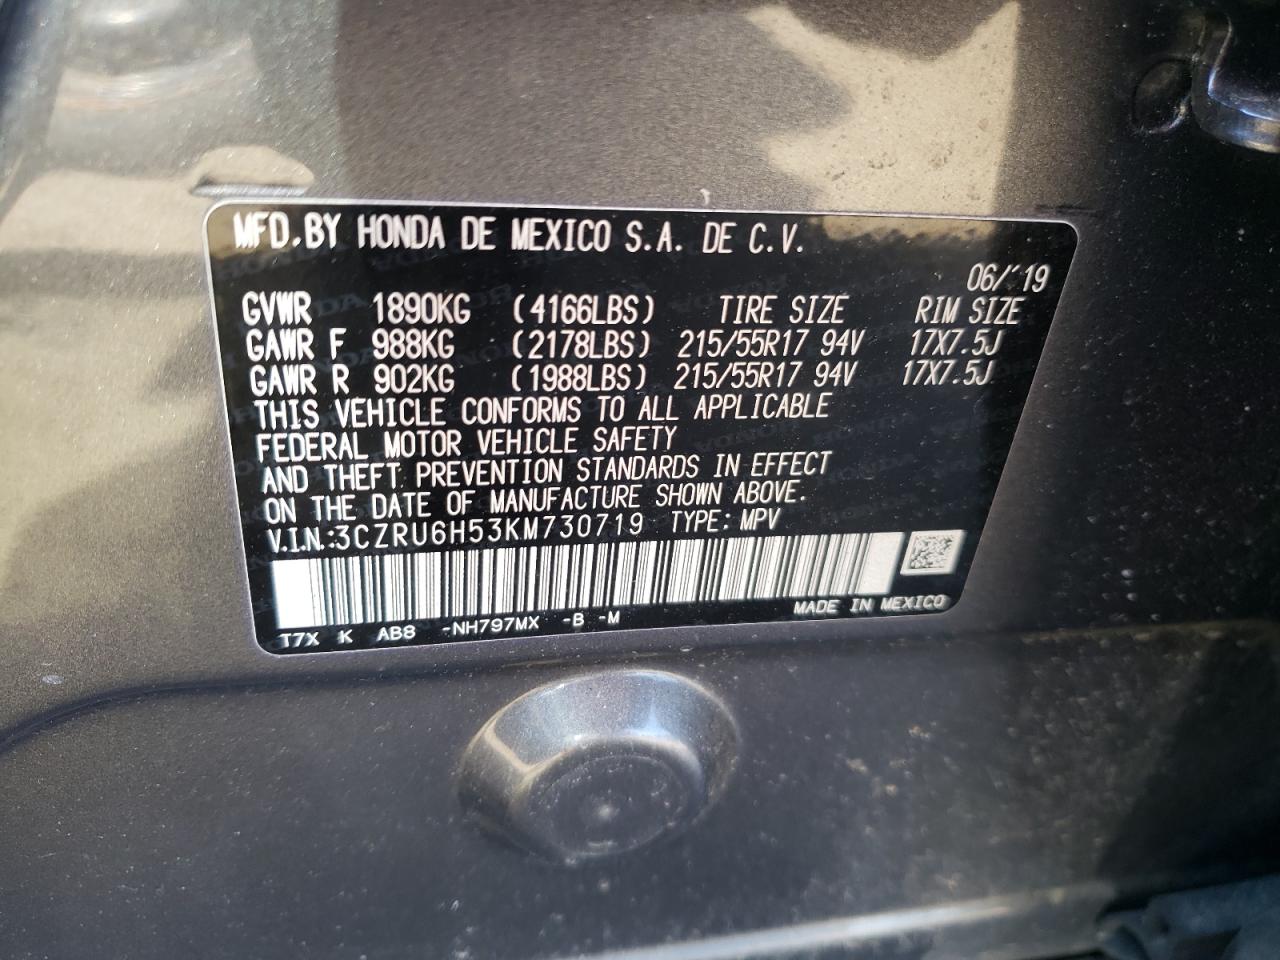 MFD.BY HONDA DE MEXICO S.A. DE C.V.
06/'19
GVWR 1890KG (4166LBS) TIRE SIZE RIM SIZE
GAWR F 988KG (2178LBS) 215/55R17 94V 17X7.5J
GAWR R 902KG (1988LBS) 215/55R17 94V 17X7.5J
THIS VEHICLE CONFORMS TO ALL APPLICABLE
FEDERAL MOTOR VEHICLE SAFETY
AND THEFT PREVENTION STANDARDS IN EFFECT
ON THE DATE OF MANUFACTURE SHOWN ABOVE.
V.I.N.:3CZRU6H53KM730719 TYPE: MPV
MADE IN MEXICO
T7X K AB8 -NH797MX -B -M